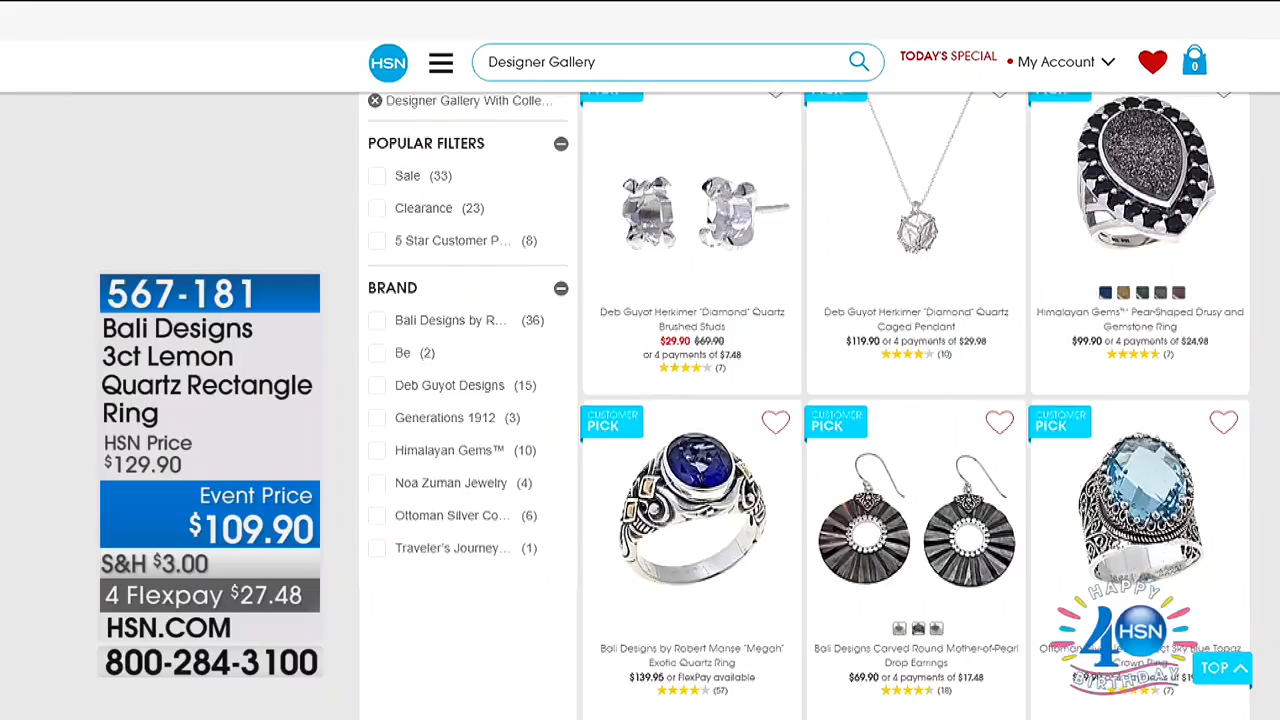 HSN
Designer Gallery
TODAY'S SPECIAL
My Account
0
Designer Gallery With Colle...
POPULAR FILTERS
Sale (33)
Clearance (23)
5 Star Customer P... (8)
BRAND
Bali Designs by R... (36)
Be (2)
Deb Guyot Designs (15)
Generations 1912 (3)
Himalayan Gems™ (10)
Noa Zuman Jewelry (4)
Ottoman Silver Co... (6)
Traveler's Journey... (1)
567-181
Bali Designs
3ct Lemon
Quartz Rectangle
Ring
HSN Price
$129.90
Event Price
$109.90
S&H $3.00
4 Flexpay $27.48
HSN.COM
800-284-3100
Deb Guyot Herkimer "Diamond" Quartz
Brushed Studs
$29.90 $69.90
or 4 payments of $7.48
(7)
Deb Guyot Herkimer "Diamond" Quartz
Caged Pendant
$119.90 or 4 payments of $29.98
(10)
Himalayan Gems™ Pear-Shaped Drusy and
Gemstone Ring
$99.90 or 4 payments of $24.98
(7)
CUSTOMER
PICK
CUSTOMER
PICK
CUSTOMER
PICK
Bali Designs by Robert Manse "Megah"
Exotic Quartz Ring
$139.95 or FlexPay available
(57)
Bali Designs Carved Round Mother-of-Pearl
Drop Earrings
$69.90 or 4 payments of $17.48
(18)
Sky Blue Topaz
Crown Ring
(7)
HAPPY
40
HSN
BIRTHDAY
TOP